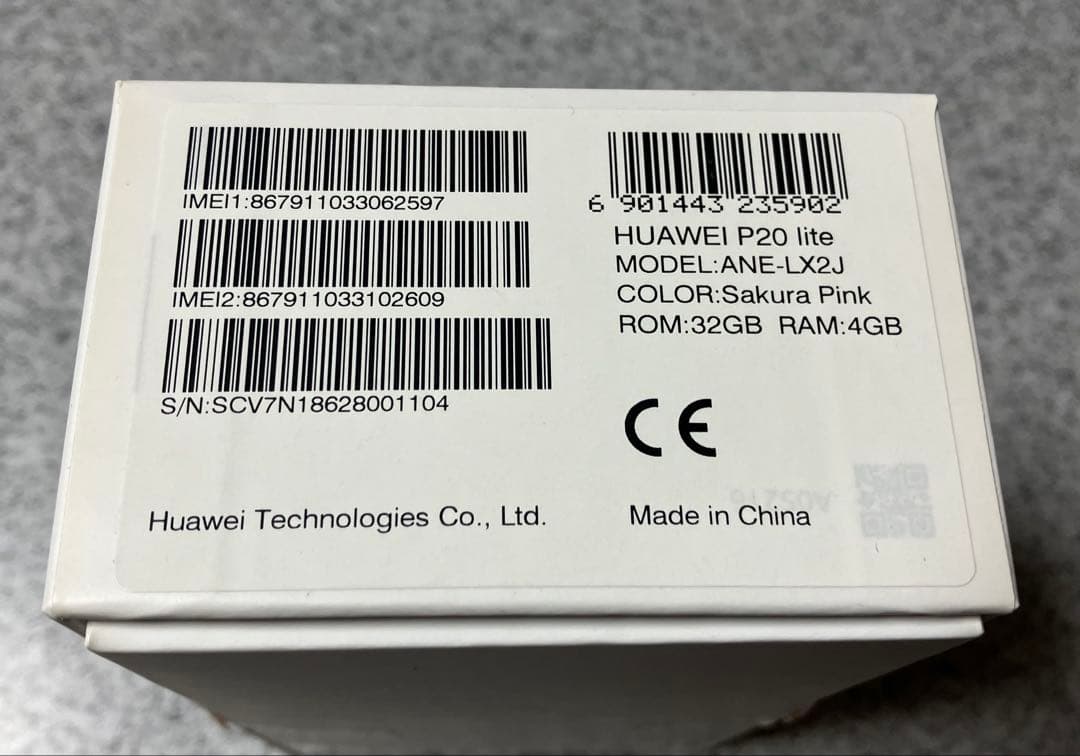 IMEI1:867911033062597
IMEI2:867911033102609
S/N:SCV7N18628001104
6 901443 235902
HUAWEI P20 lite
MODEL:ANE-LX2J
COLOR:Sakura Pink
ROM:32GB RAM:4GB
CE
Huawei Technologies Co., Ltd.
Made in China